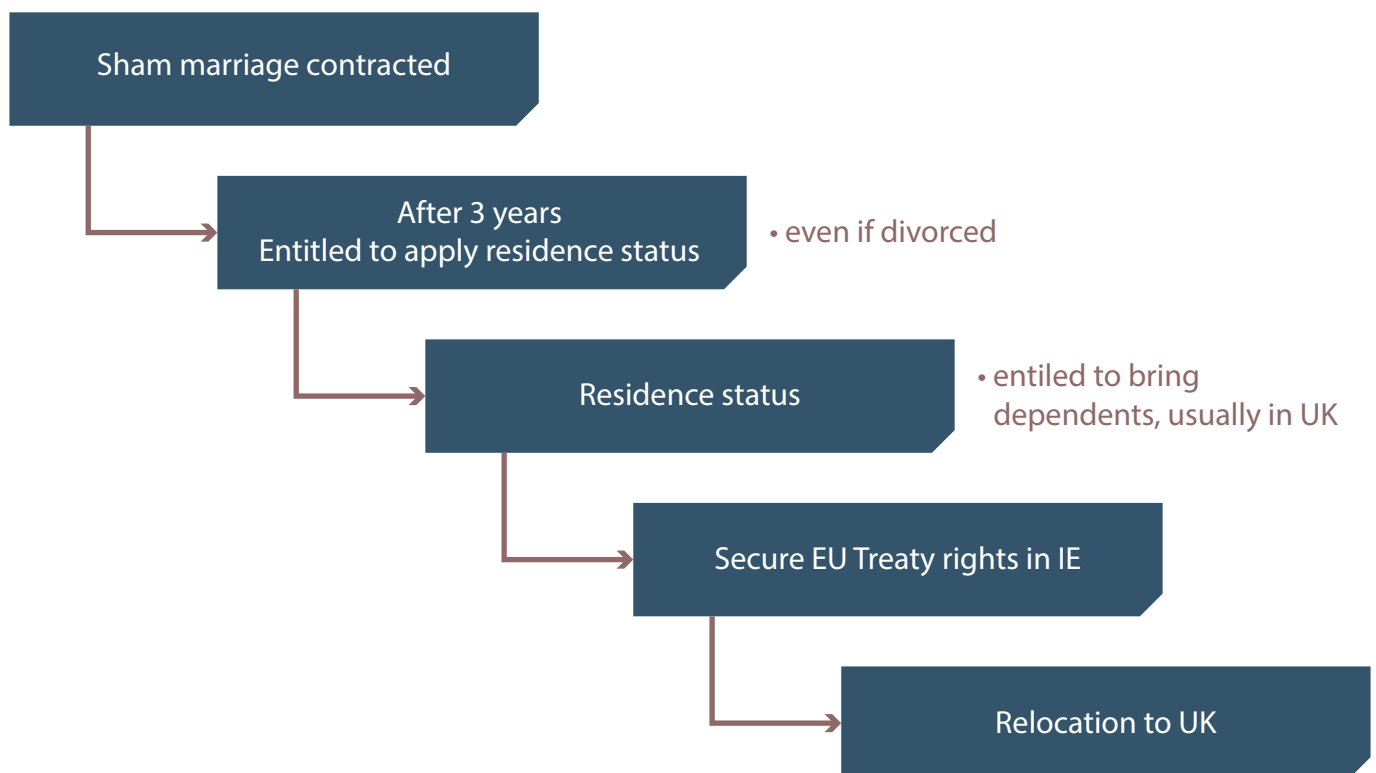 Sham marriage contracted
After 3 years
Entitled to apply residence status
• even if divorced
Residence status
• entiled to bring
dependents, usually in UK
Secure EU Treaty rights in IE
Relocation to UK